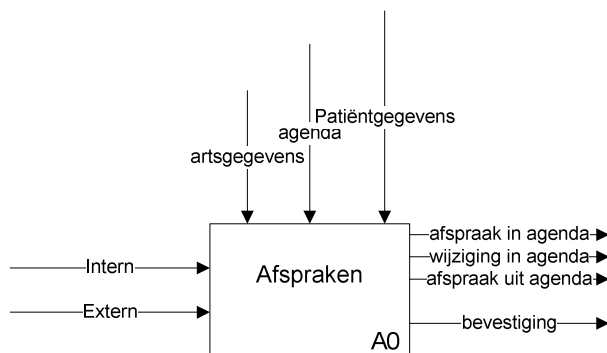 Patiëntgegevens
agenda
artsgegevens
afspraak in agenda
wijziging in agenda
Intern
Afspraken
afspraak uit agenda
Extern
bevestiging
A0